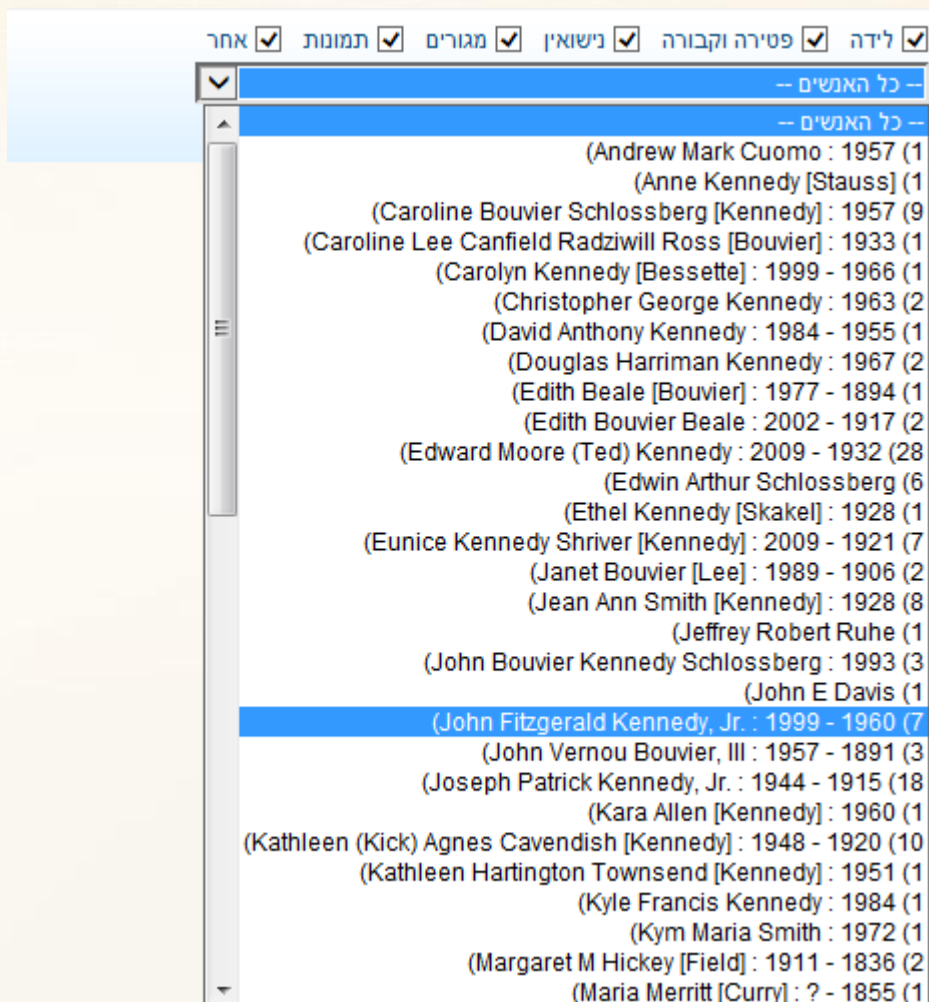 לידה פטירה וקבורה נישואין מגורים תמונות אחר
-- כל האנשים --
-- כל האנשים --
(Andrew Mark Cuomo : 1957 (1
(Anne Kennedy [Stauss] (1
(Caroline Bouvier Schlossberg [Kennedy] : 1957 (9
(Caroline Lee Canfield Radziwill Ross [Bouvier] : 1933 (1
(Carolyn Kennedy [Bessette] : 1999 - 1966 (1
(Christopher George Kennedy : 1963 (2
(David Anthony Kennedy : 1984 - 1955 (1
(Douglas Harriman Kennedy : 1967 (2
(Edith Beale [Bouvier] : 1977 - 1894 (1
(Edith Bouvier Beale : 2002 - 1917 (2
(Edward Moore (Ted) Kennedy : 2009 - 1932 (28
(Edwin Arthur Schlossberg (6
(Ethel Kennedy [Skakel] : 1928 (1
(Eunice Kennedy Shriver [Kennedy] : 2009 - 1921 (7
(Janet Bouvier [Lee] : 1989 - 1906 (2
(Jean Ann Smith [Kennedy] : 1928 (8
(Jeffrey Robert Ruhe (1
(John Bouvier Kennedy Schlossberg : 1993 (3
(John E Davis (1
(John Fitzgerald Kennedy, Jr. : 1999 - 1960 (7
(John Vernou Bouvier, III : 1957 - 1891 (3
(Joseph Patrick Kennedy, Jr. : 1944 - 1915 (18
(Kara Allen [Kennedy] : 1960 (1
(Kathleen (Kick) Agnes Cavendish [Kennedy] : 1948 - 1920 (10
(Kathleen Hartington Townsend [Kennedy] : 1951 (1
(Kyle Francis Kennedy : 1984 (1
(Kym Maria Smith : 1972 (1
(Margaret M Hickey [Field] : 1911 - 1836 (2
(Maria Merritt [Curry] : ? - 1855 (1